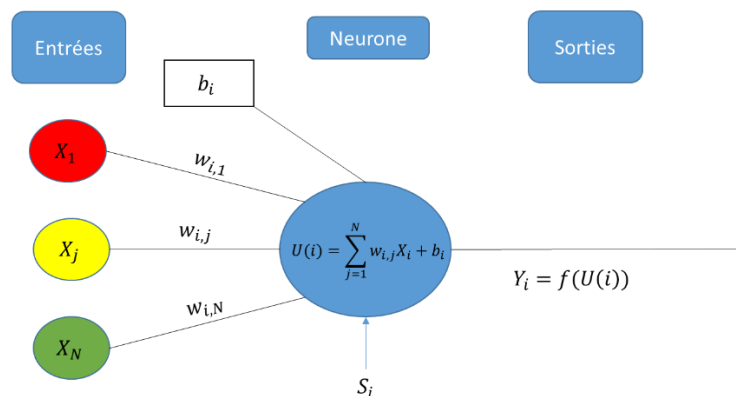 Entrées
Neurone
Sorties
b_i
X_1
w_{i,1}
X_j
w_{i,j}
U(i) = \sum_{j=1}^{N} w_{i,j} X_i + b_i
Y_i = f(U(i))
X_N
w_{i,N}
S_i